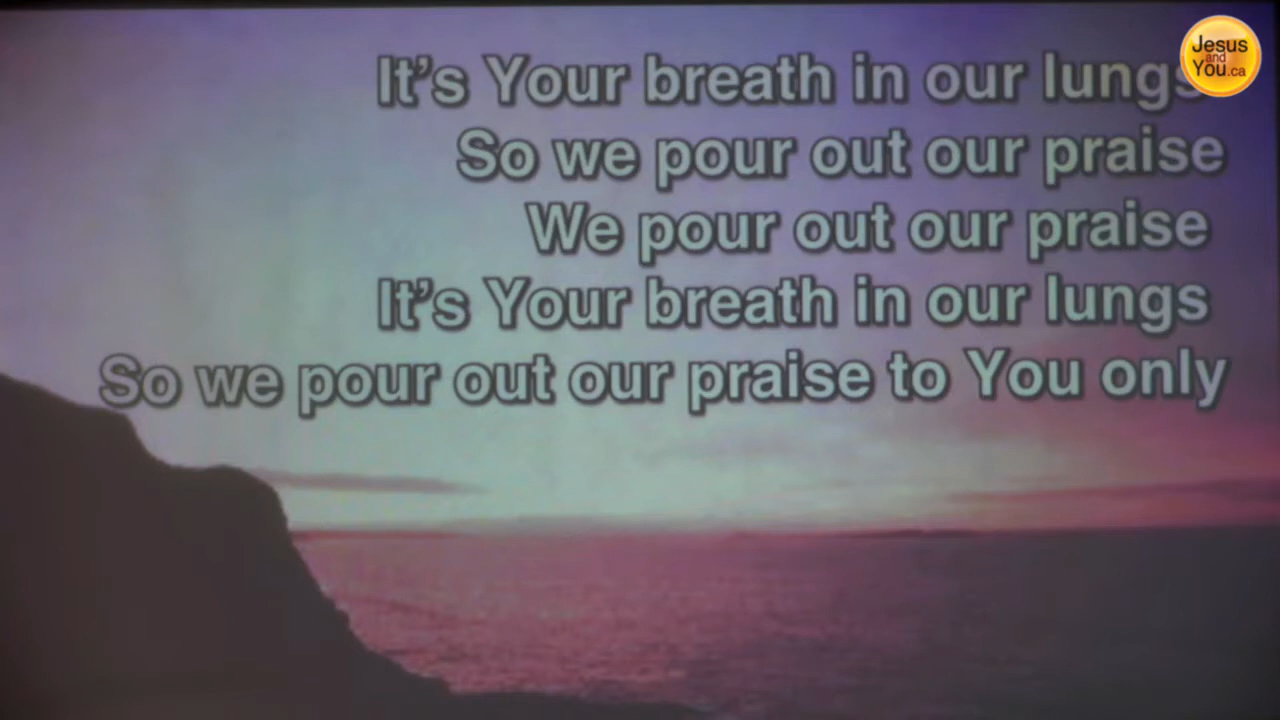 It's Your breath in our lungs
So we pour out our praise
We pour out our praise
It's Your breath in our lungs
So we pour out our praise to You only
Jesus
and
You.ca